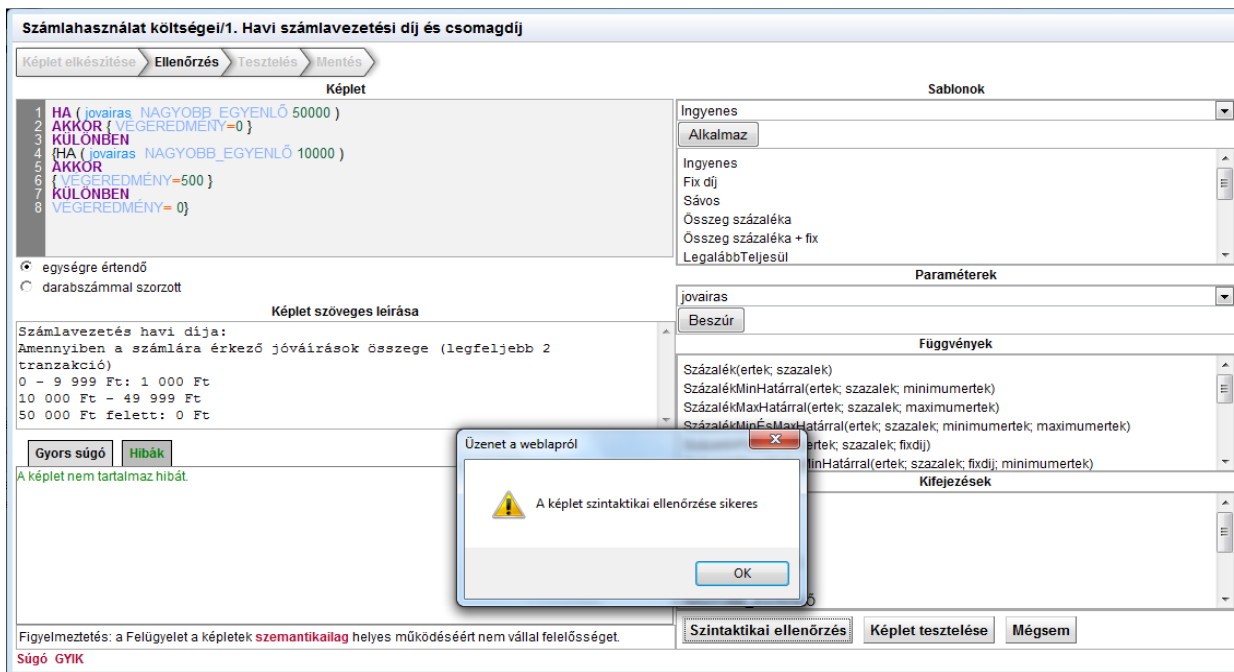 Számlahasználat költségei/1. Havi számlavezetési díj és csomagdíj
Képlet elkészítése Ellenőrzés Tesztelés Mentés
Képlet
1 HA ( jovairas NAGYOBB_EGYENLŐ 50000 )
2 AKKOR { VÉGEREDMÉNY=0 }
3 KÜLÖNBEN
4 {HA ( jovairas NAGYOBB_EGYENLŐ 10000 )
5 AKKOR
6 { VÉGEREDMÉNY=500 }
7 KÜLÖNBEN
8 VÉGEREDMÉNY= 0}
egységre értendő
darabszámmal szorzott
Képlet szöveges leírása
Számlavezetés havi díja:
Amennyiben a számlára érkező jóváírások összege (legfeljebb 2
tranzakció)
0 - 9 999 Ft: 1 000 Ft
10 000 Ft - 49 999 Ft
50 000 Ft felett: 0 Ft
Gyors súgó Hibák
A képlet nem tartalmaz hibát.
Figyelmeztetés: a Felügyelet a képletek szemantikailag helyes működéséért nem vállal felelősséget.
Súgó GYIK
Sablonok
Ingyenes
Alkalmaz
Ingyenes
Fix díj
Sávos
Összeg százaléka
Összeg százaléka + fix
LegalábbTeljesül
Paraméterek
jovairas
Beszúr
Függvények
Százalék(ertek; szazalek)
SzázalékMinHatárral(ertek; szazalek; minimumertek)
SzázalékMaxHatárral(ertek; szazalek; maximumertek)
SzázalékMinÉsMaxHatárral(ertek; szazalek; minimumertek; maximumertek)
ertek; szazalek; fixdij)
MinHatárral(ertek; szazalek; fixdij; minimumertek)
Kifejezések
Üzenet a weblapról
A képlet szintaktikai ellenőrzése sikeres
OK
Szintaktikai ellenőrzés Képlet tesztelése Mégsem